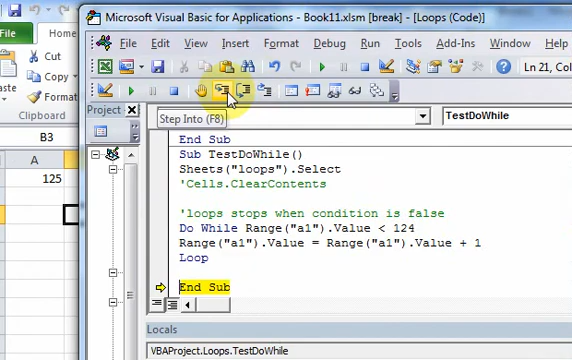 Microsoft Visual Basic for Applications - Book11.xlsm [break] - [Loops (Code)]
File
Home
Cut
Copy
Format
Clipboard
B3
A
125
File Edit View Insert Format Debug Run Tools Add-Ins Window Help
Ln 21, Col
Step Into (F8)
Project
TestDoWhile
End Sub
Sub TestDoWhile()
Sheets("loops").Select
'Cells.ClearContents
'loops stops when condition is false
Do While Range("a1").Value < 124
Range("a1").Value = Range("a1").Value + 1
Loop
End Sub
Locals
VBAProject.Loops.TestDoWhile